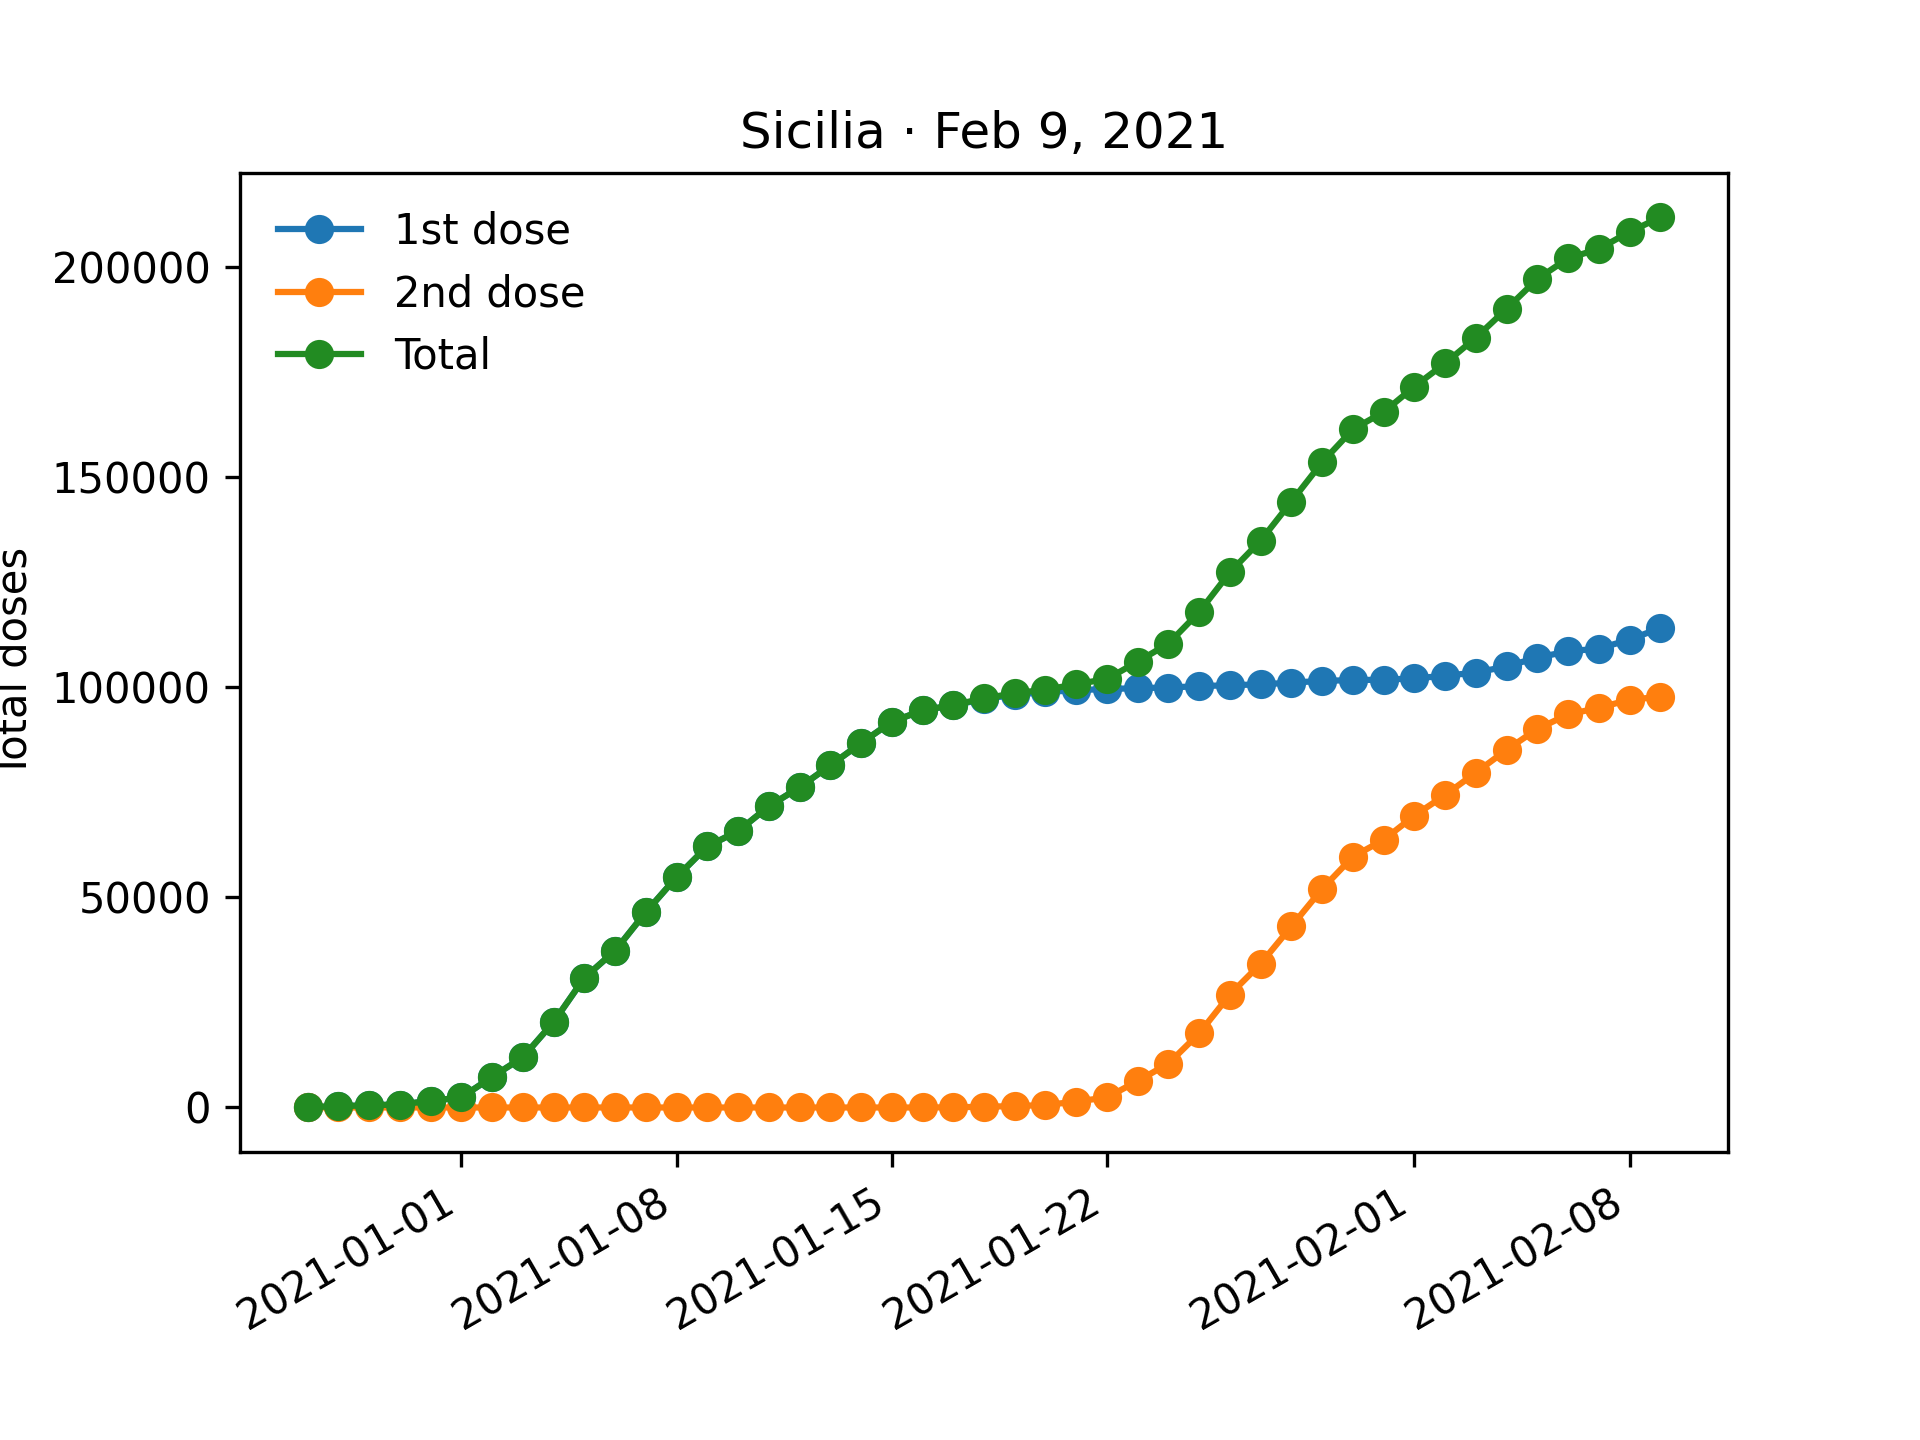 Sicilia · Feb 9, 2021
1st dose
2nd dose
Total
200000
150000
100000
50000
0
Total doses
2021-01-01
2021-01-08
2021-01-15
2021-01-22
2021-02-01
2021-02-08